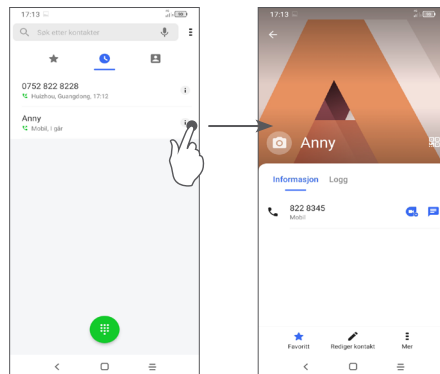 17:13
Søk etter kontakter
0752 822 8228
Huizhou, Guangdong, 17:12
Anny
Mobil, I går
17:13
Anny
Informasjon
Logg
822 8345
Mobil
Favoritt
Rediger kontakt
Mer